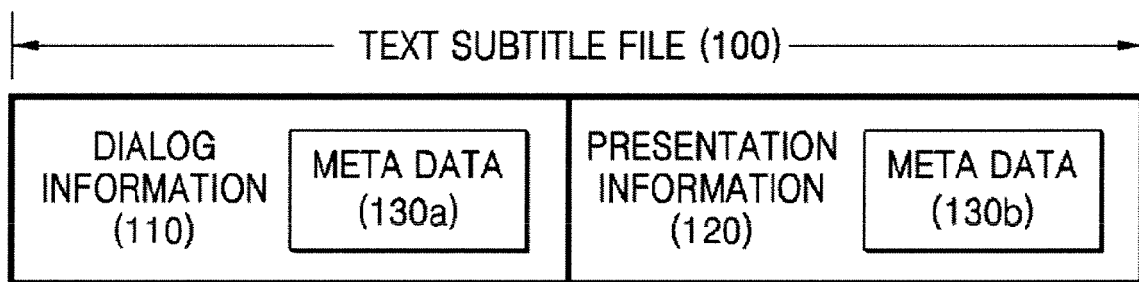 TEXT SUBTITLE FILE (100)
DIALOG
INFORMATION
(110)
META DATA
(130a)
PRESENTATION
INFORMATION
(120)
META DATA
(130b)